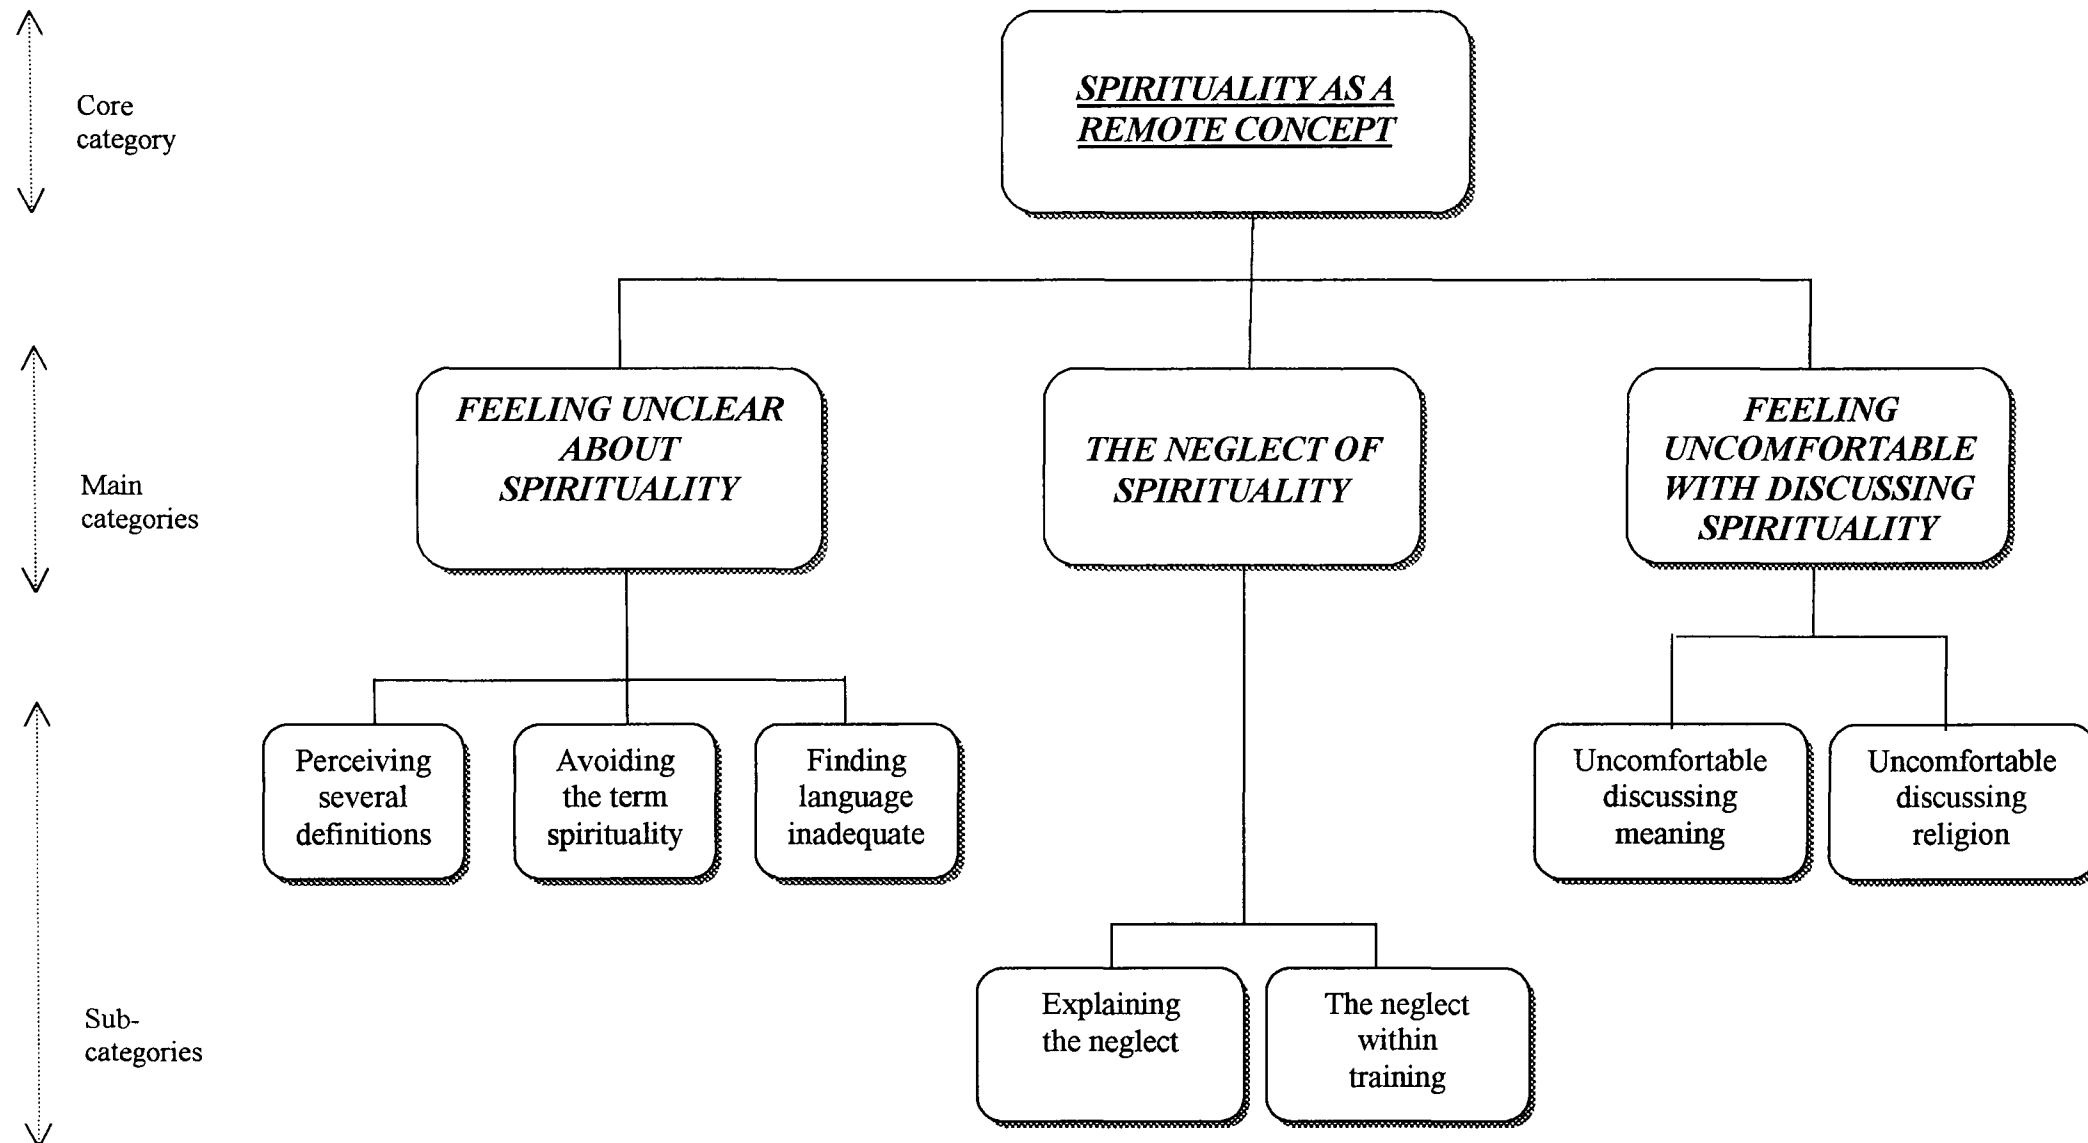 Core
category
SPIRITUALITY AS A
REMOTE CONCEPT
Main
categories
FEELING UNCLEAR
ABOUT
SPIRITUALITY
THE NEGLECT OF
SPIRITUALITY
FEELING
UNCOMFORTABLE
WITH DISCUSSING
SPIRITUALITY
Sub-
categories
Perceiving
several
definitions
Avoiding
the term
spirituality
Finding
language
inadequate
Uncomfortable
discussing
meaning
Uncomfortable
discussing
religion
Explaining
the neglect
The neglect
within
training